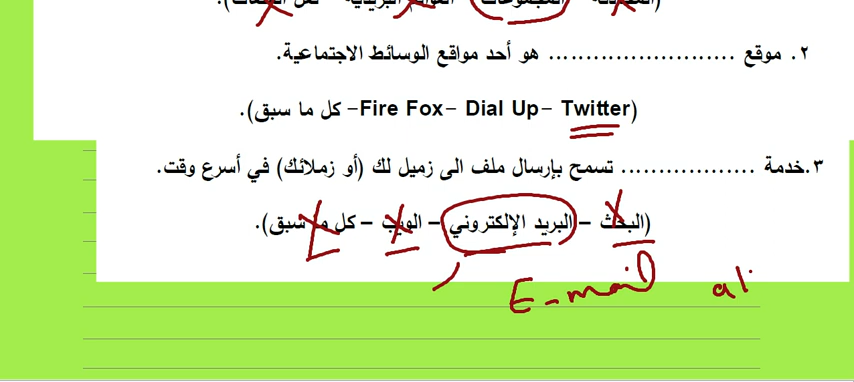 ٢. موقع ........................ هو أحد مواقع الوسائط الاجتماعية.
(Twitter –Dial Up –Fire Fox– كل ما سبق).
٣.خدمة .................. تسمح بإرسال ملف الى زميل لك (أو زملائك) في أسرع وقت.
(البحث – البريد الإلكتروني – الويب – كل ما سبق).
E-mail